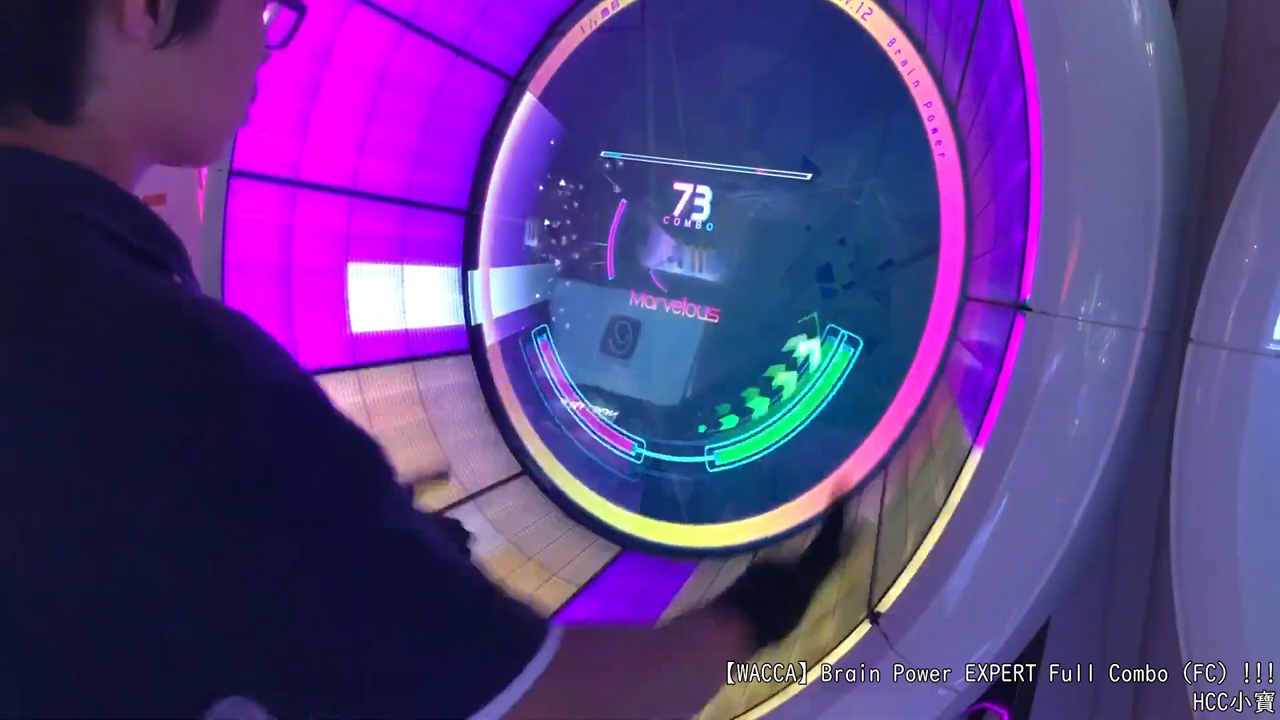 Brain Power
73
COMBO
Marvelous
【WACCA】Brain Power EXPERT Full Combo (FC) !!!
HCC小寶